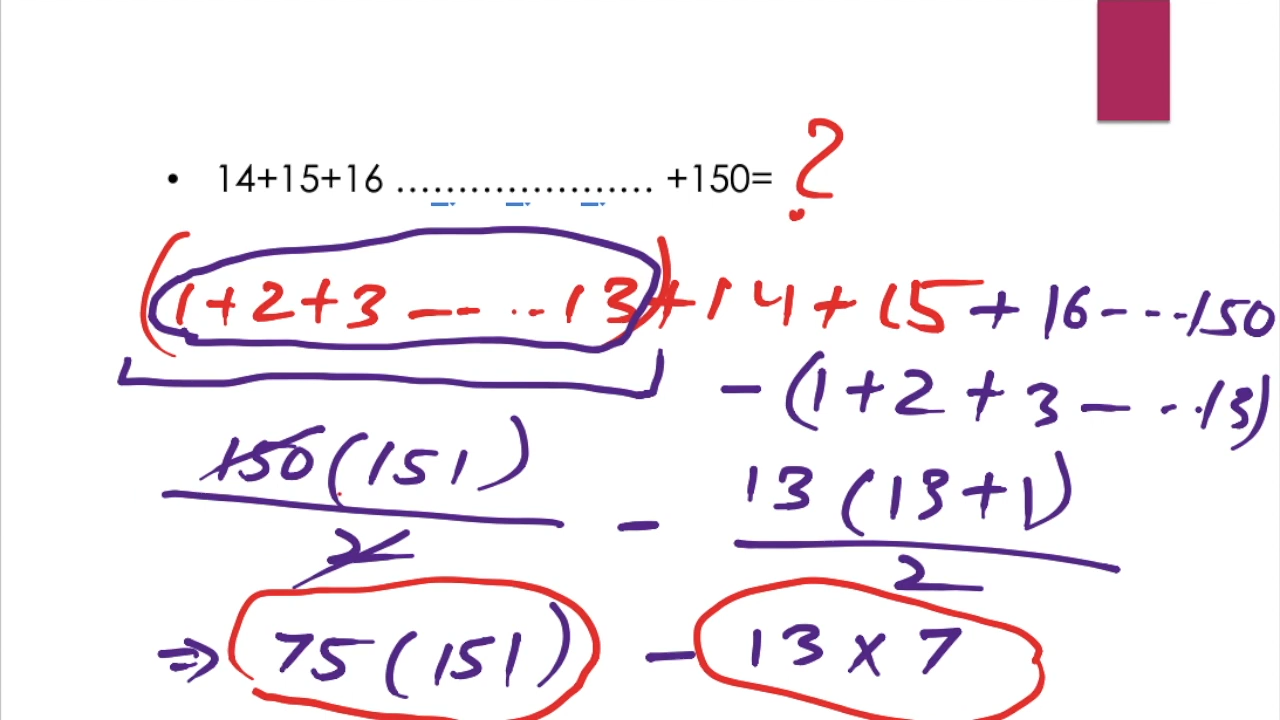 • 14+15+16 ..................... +150= ?
(1+2+3 -- ..13)+14+15+16--..150
-(1+2+3- -..13)
150(151)/2 - 13(13+1)/2
⇒ 75(151) - 13x7